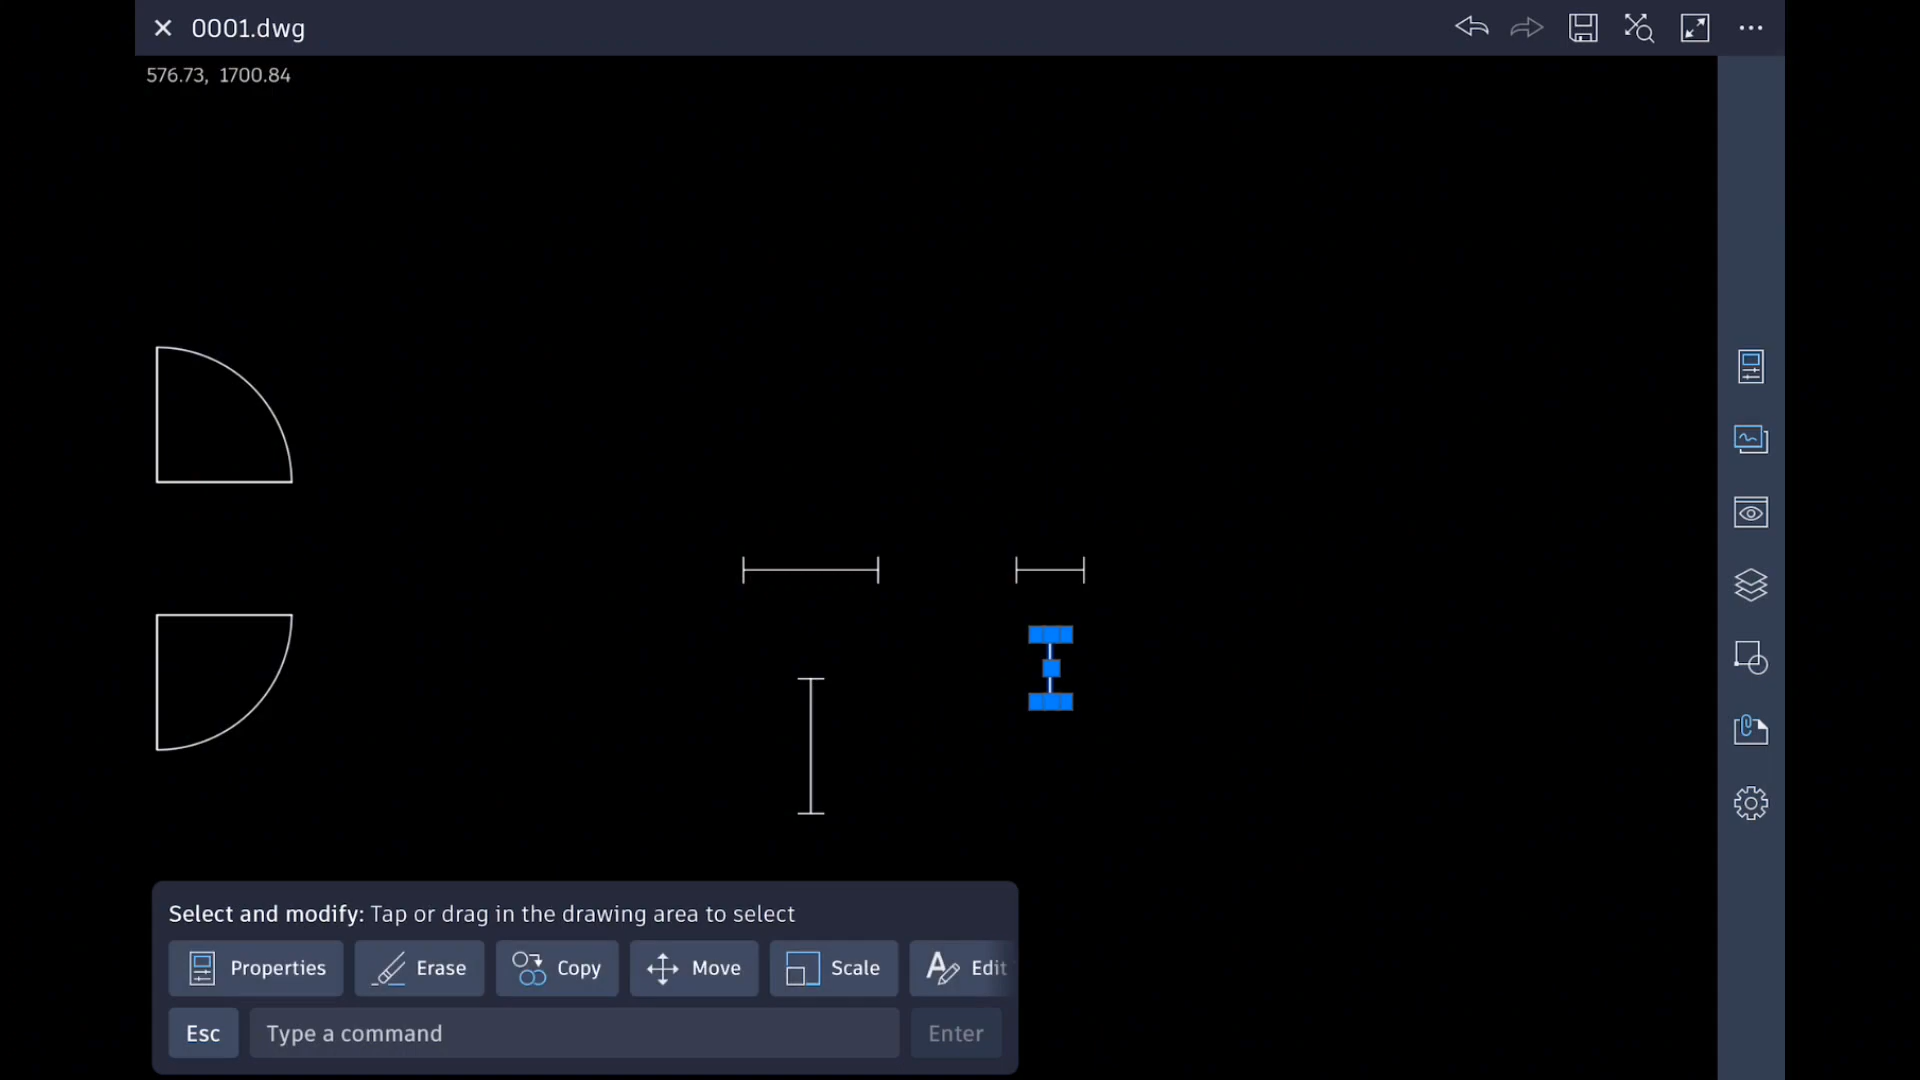 0001.dwg
576.73, 1700.84
Select and modify: Tap or drag in the drawing area to select
Properties Erase Copy Move Scale Edit
Esc Type a command Enter